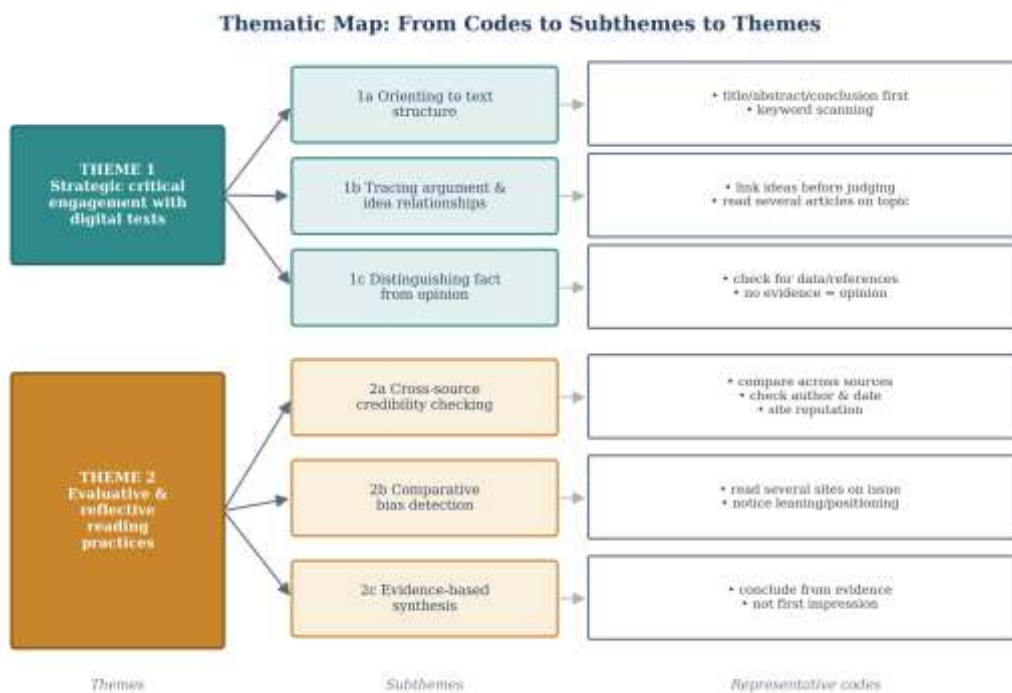 Thematic Map: From Codes to Subthemes to Themes
THEME 1
Strategic critical
engagement with
digital texts
1a Orienting to text
structure
• title/abstract/conclusion first
• keyword scanning
1b Tracing argument &
idea relationships
• link ideas before judging
• read several articles on topic
1c Distinguishing fact
from opinion
• check for data/references
• no evidence = opinion
THEME 2
Evaluative &
reflective
reading
practices
2a Cross-source
credibility checking
• compare across sources
• check author & date
• site reputation
2b Comparative
bias detection
• read several sites on issue
• notice leaning/positioning
2c Evidence-based
synthesis
• conclude from evidence
• not first impression
Themes
Subthemes
Representative codes